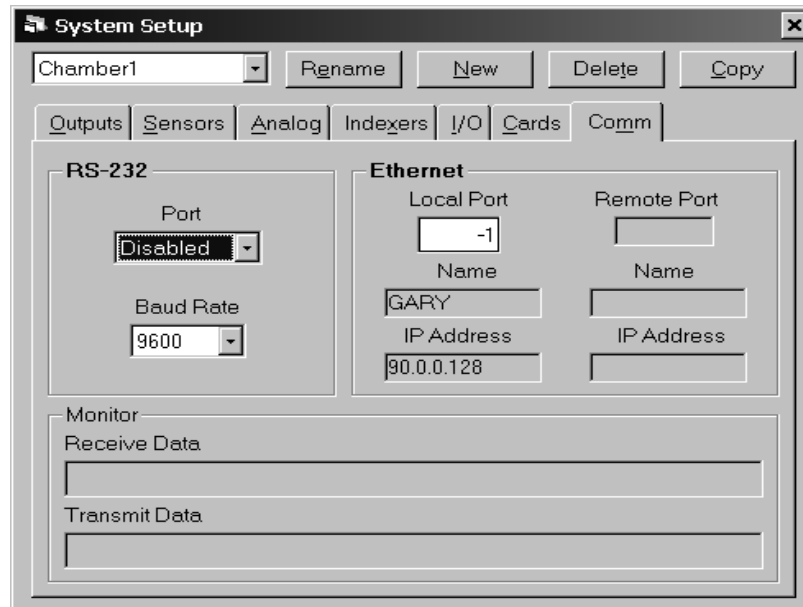 System Setup
Chamber1 Rename New Delete Copy
Outputs Sensors Analog Indexers I/O Cards Comm
RS-232
Port
Disabled
Baud Rate
9600
Ethernet
Local Port Remote Port
-1
Name Name
GARY
IP Address IP Address
90.0.0.128
Monitor
Receive Data
Transmit Data